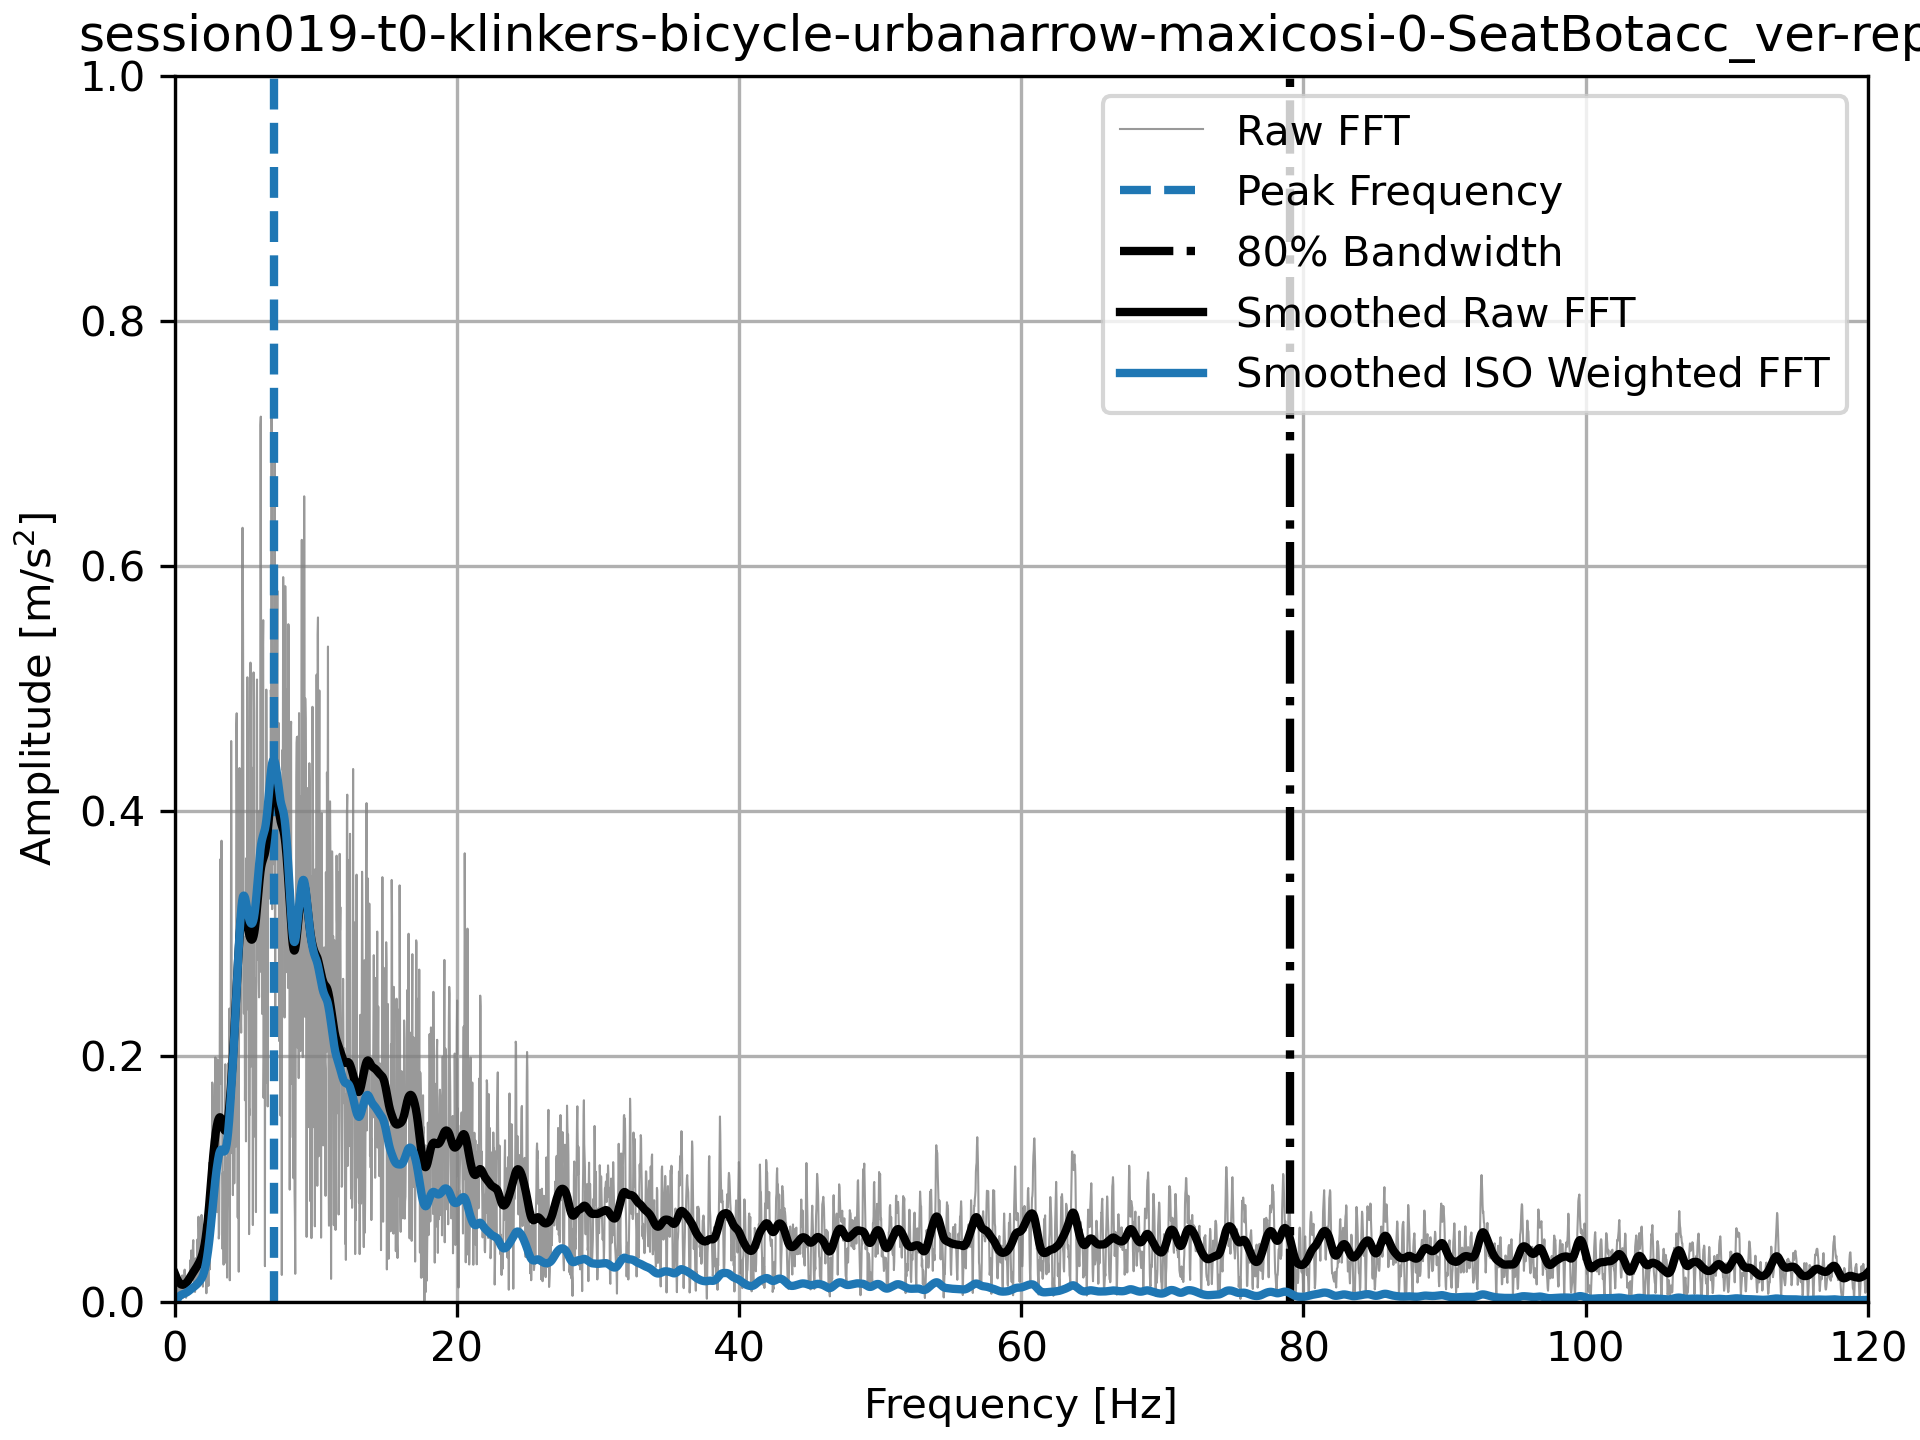 session019-t0-klinkers-bicycle-urbanarrow-maxicosi-0-SeatBotacc_ver-rep
1.0
0.8
0.6
0.4
0.2
0.0
Amplitude [m/s²]
Raw FFT
Peak Frequency
80% Bandwidth
Smoothed Raw FFT
Smoothed ISO Weighted FFT
0 20 40 60 80 100 120
Frequency [Hz]